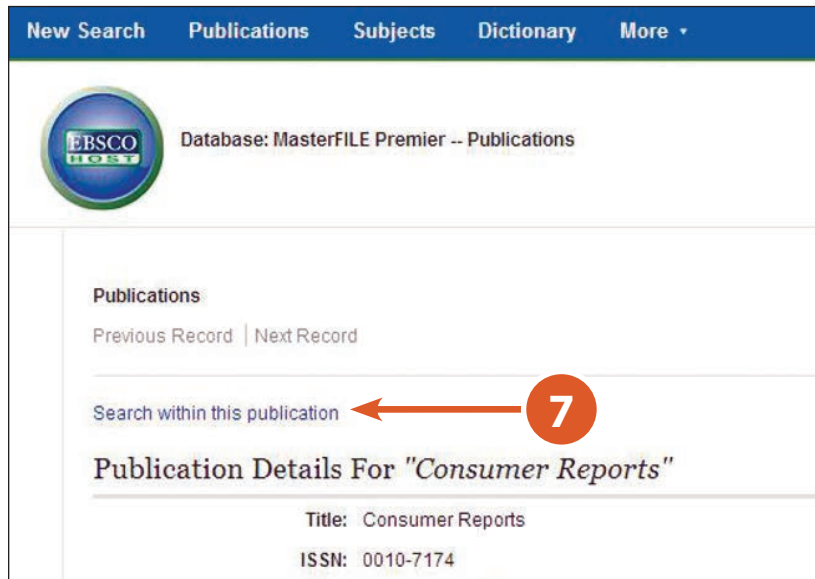 New Search Publications Subjects Dictionary More
EBSCO
HOST
Database: MasterFILE Premier -- Publications
Publications
Previous Record | Next Record
Search within this publication
7
Publication Details For "Consumer Reports"
Title: Consumer Reports
ISSN: 0010-7174